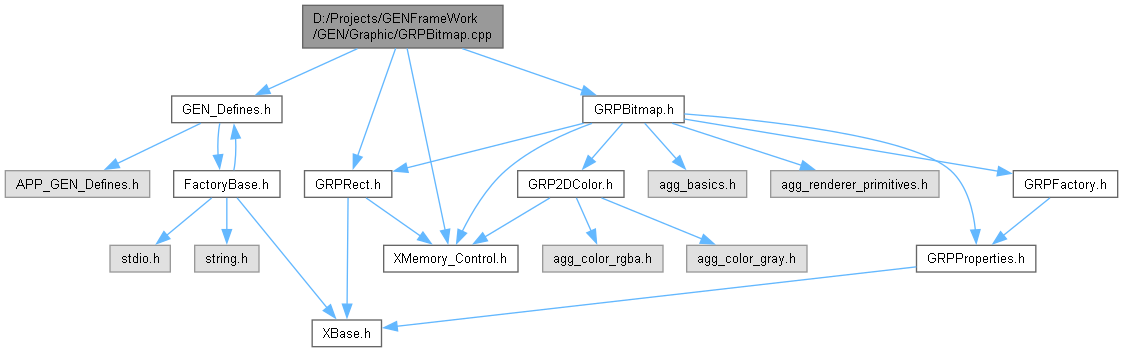 D:/Projects/GENFrameWork
/GEN/Graphic/GRPBitmap.cpp
GEN_Defines.h
GRPBitmap.h
APP_GEN_Defines.h
FactoryBase.h
GRPRect.h
GRP2DColor.h
agg_basics.h
agg_renderer_primitives.h
GRPFactory.h
stdio.h
string.h
XMemory_Control.h
agg_color_rgba.h
agg_color_gray.h
GRPProperties.h
XBase.h